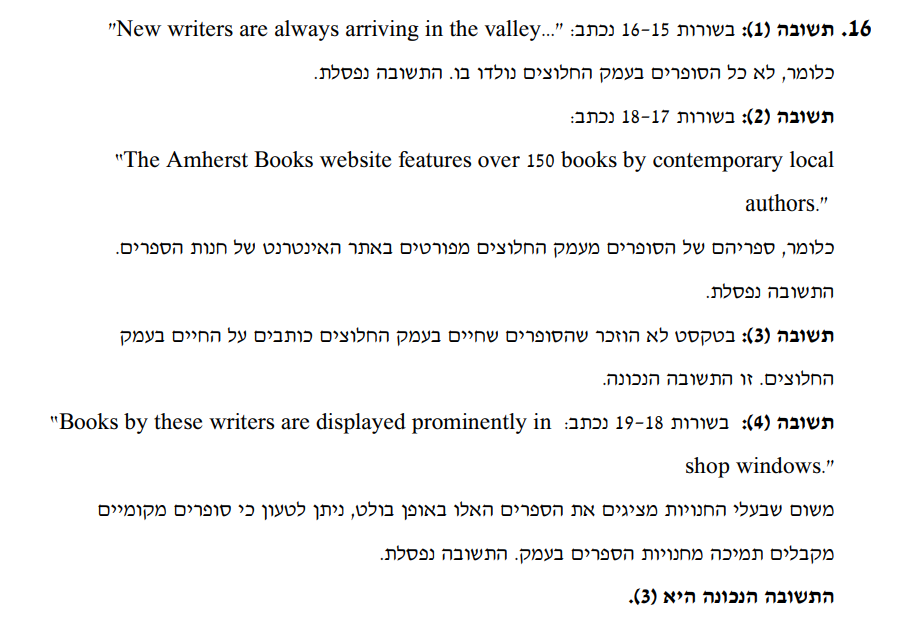 16. תשובה (1): בשורות 15-16 נכתב: "New writers are always arriving in the valley..."
כלומר, לא כל הסופרים בעמק החלוצים נולדו בו. התשובה נפסלת.
תשובה (2): בשורות 17-18 נכתב:
"The Amherst Books website features over 150 books by contemporary local
authors."
כלומר, ספריהם של הסופרים מעמק החלוצים מפורטים באתר האינטרנט של חנות הספרים.
התשובה נפסלת.
תשובה (3): בטקסט לא הוזכר שהסופרים שחיים בעמק החלוצים כותבים על החיים בעמק
החלוצים. זו התשובה הנכונה.
תשובה (4): בשורות 18-19 נכתב: "Books by these writers are displayed prominently in
shop windows."
משום שבעלי החנויות מציגים את הספרים האלו באופן בולט, ניתן לטעון כי סופרים מקומיים
מקבלים תמיכה מחנויות הספרים בעמק. התשובה נפסלת.
התשובה הנכונה היא (3).